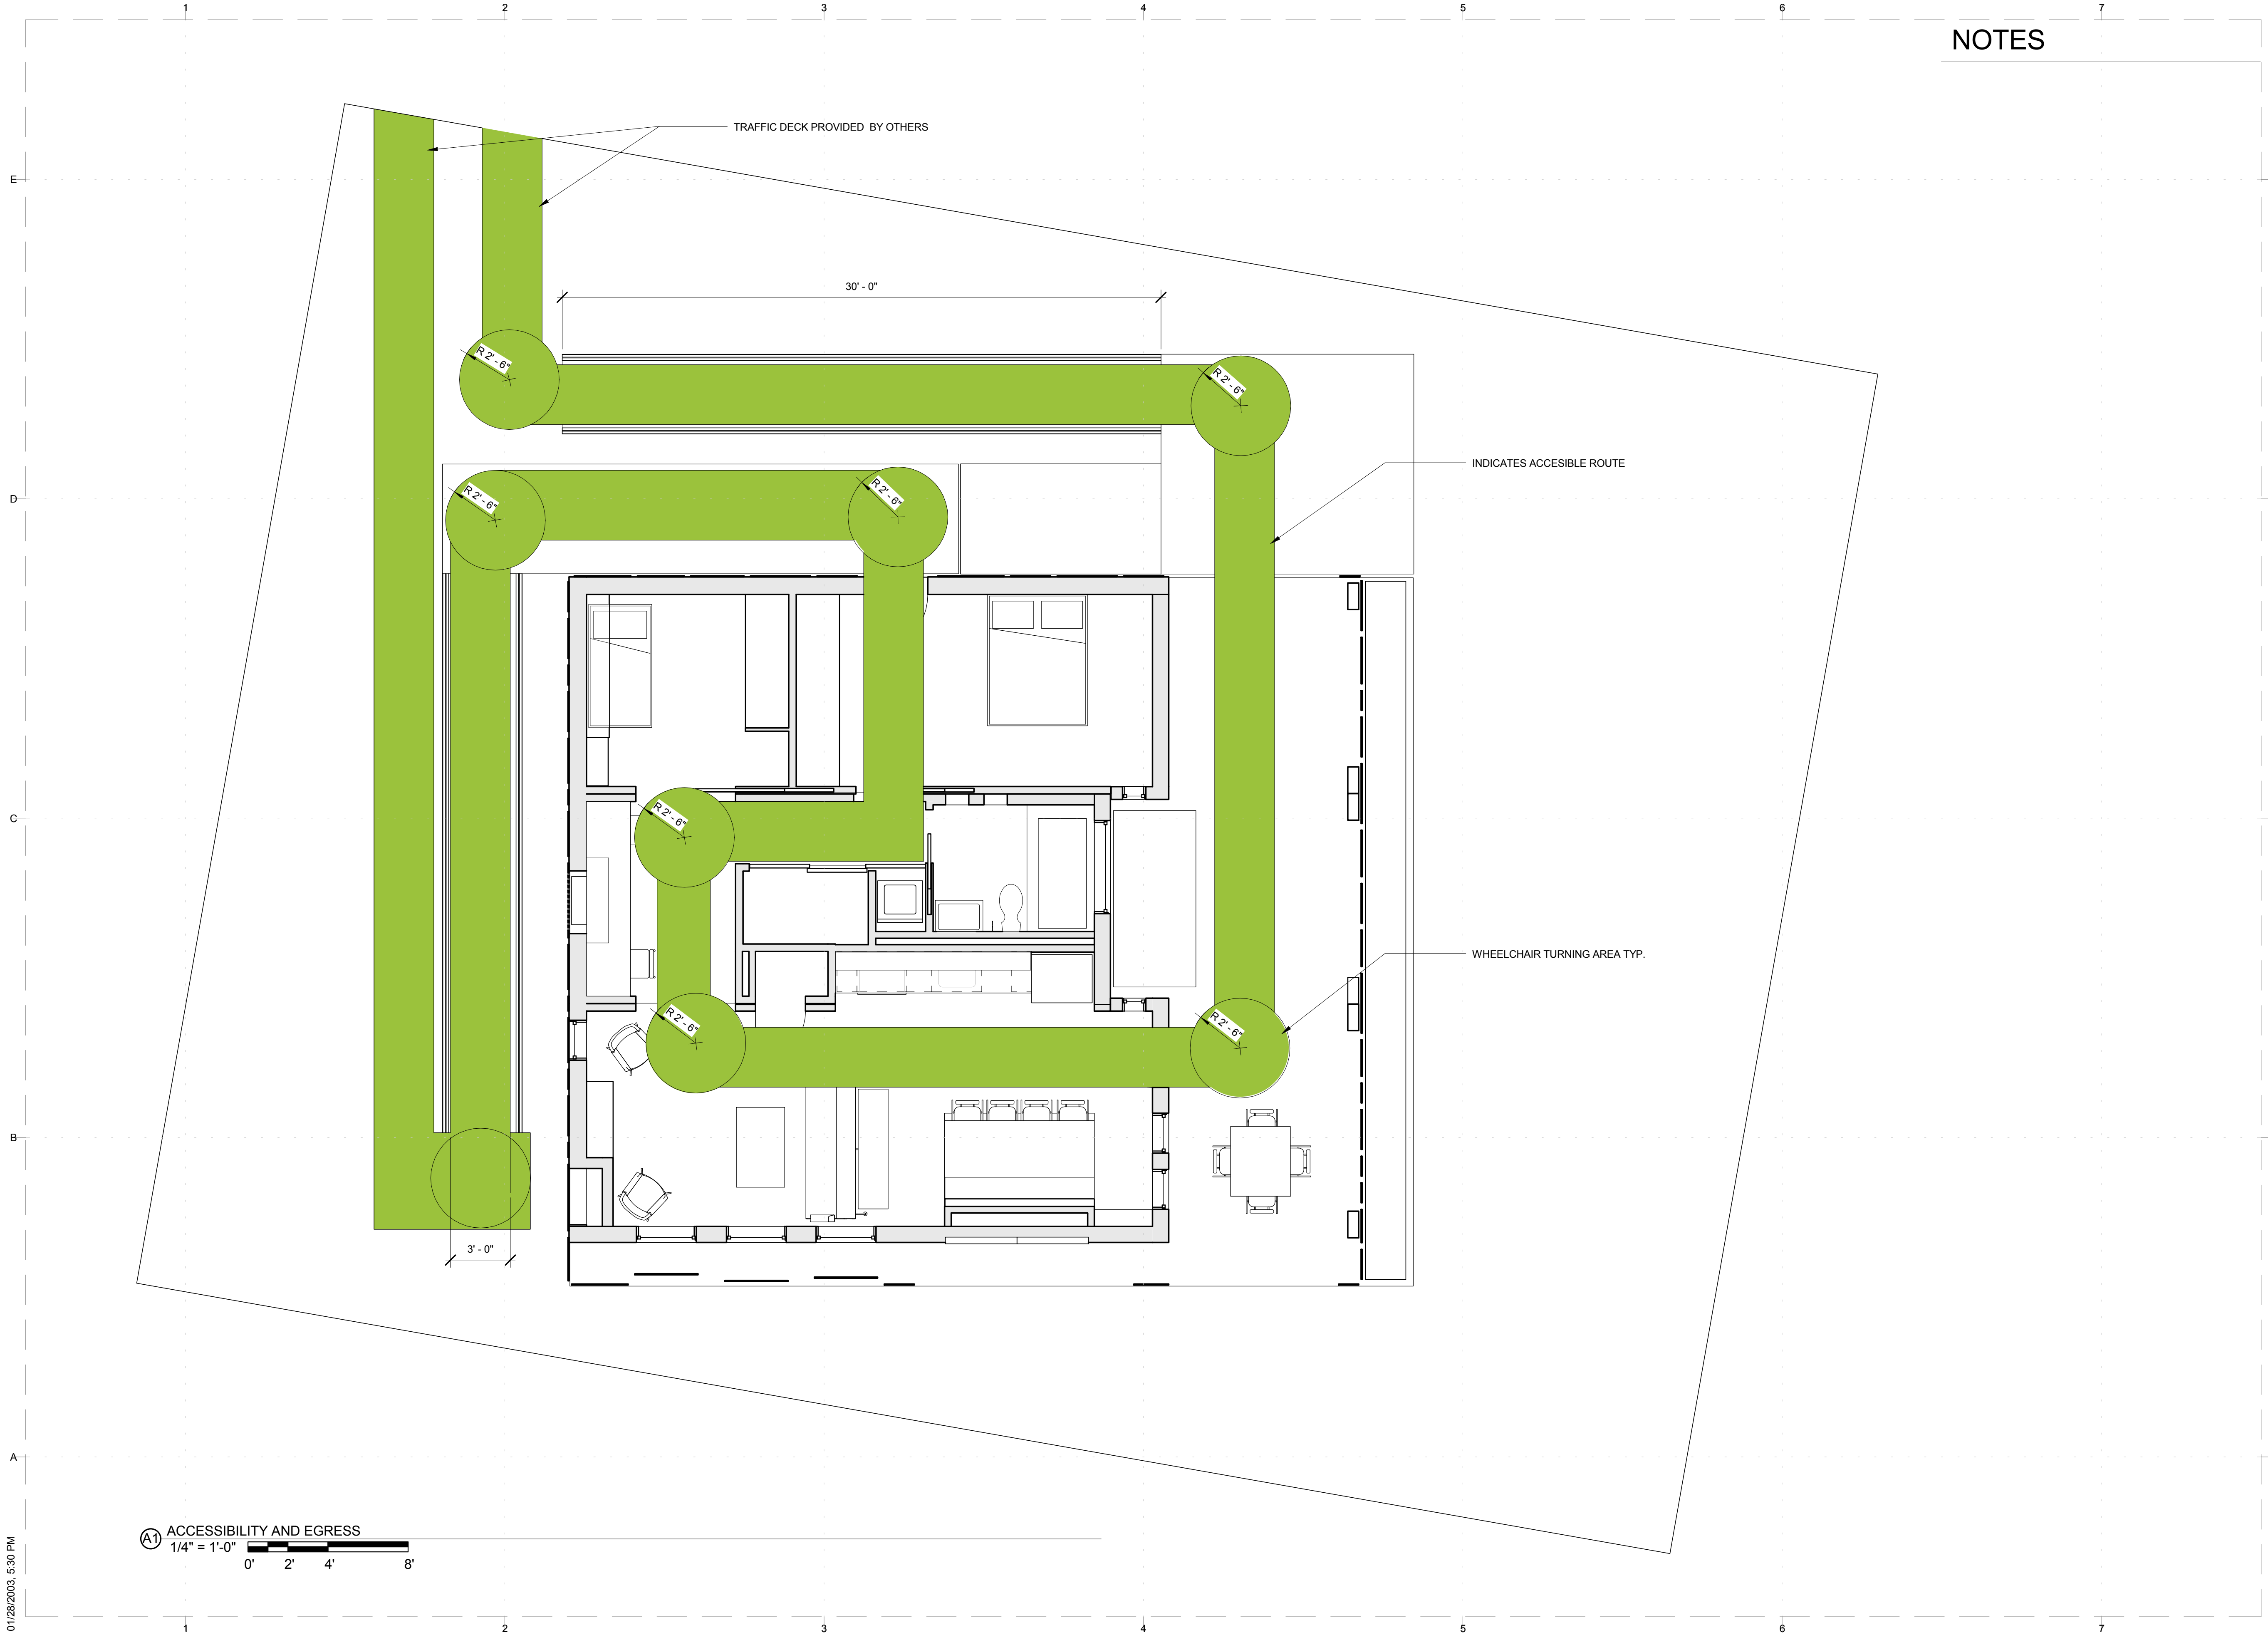 1 2 3 4 5 6 7
NOTES
TRAFFIC DECK PROVIDED BY OTHERS
E
30' - 0"
R 2' - 6"
R 2' - 6"
INDICATES ACCESIBLE ROUTE
R 2' - 6"
R 2' - 6"
D
C
R 2' - 6"
WHEELCHAIR TURNING AREA TYP.
R 2' - 6"
R 2' - 6"
B
3' - 0"
A
A1
ACCESSIBILITY AND EGRESS
1/4" = 1'-0"
0' 2' 4' 8'
01/28/2003, 5:30 PM
1 2 3 4 5 6 7